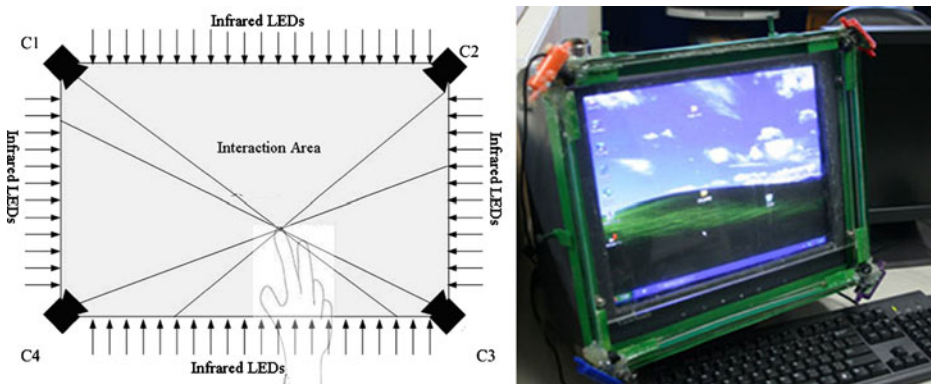 Infrared LEDs
C1
C2
Infrared LEDs
Interaction Area
Infrared LEDs
C4
C3
Infrared LEDs